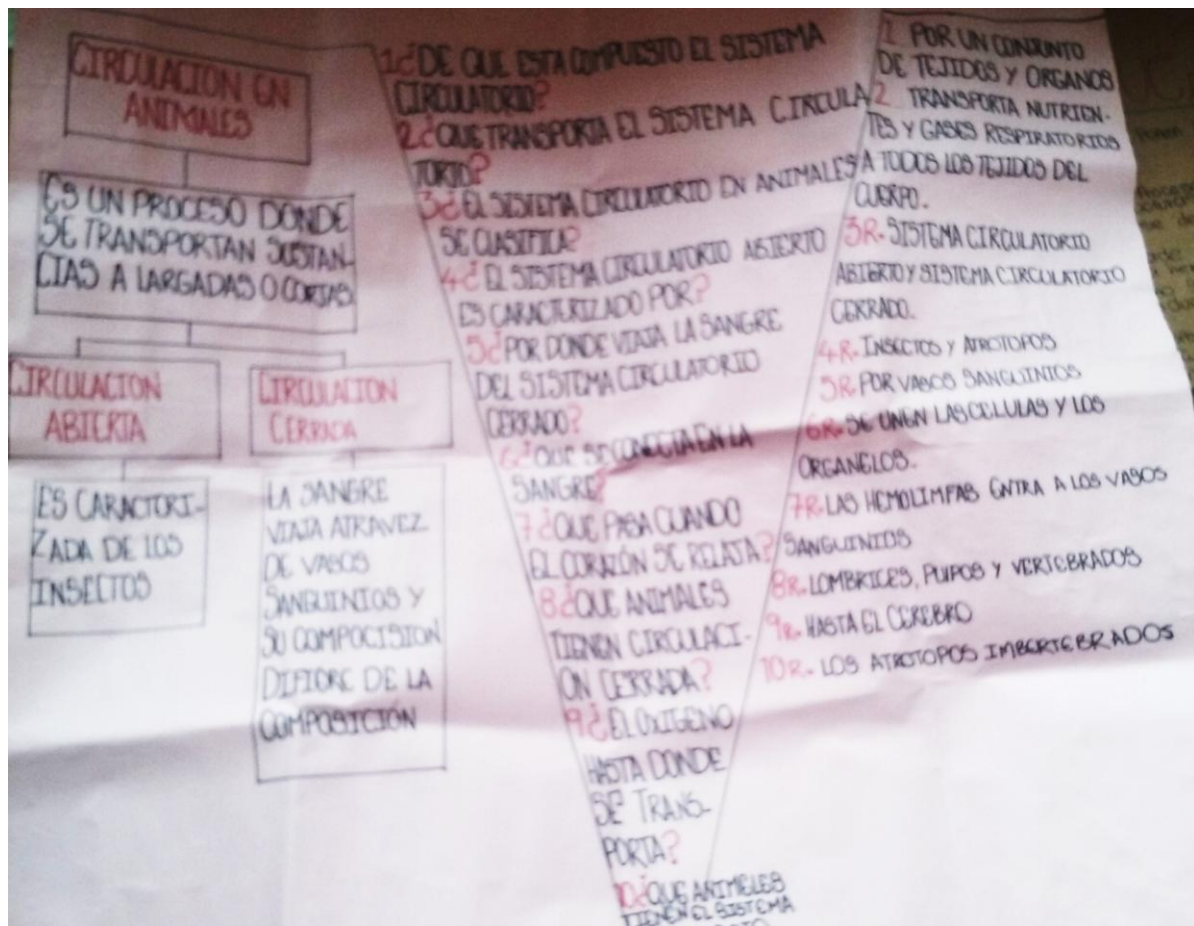 CIRCULACION EN
ANIMALES
ES UN PROCESO DONDE
SE TRANSPORTAN SUSTAN-
CIAS A LARGADAS O CORTAS
CIRCULACION
ABIERTA
ES CARACTORI-
ZADA DE LOS
INSECTOS
CIRCULACION
CERRADA
LA SANGRE
VIAJA ATRAVEZ
DE VASOS
SANGUINIOS Y
SU COMPOCISION
DIFIORE DE LA
COMPOSICIÓN
1¿DE QUE ESTA COMPUESTO EL SISTEMA
CIRCULATORIO?
2¿QUE TRANSPORTA EL SISTEMA CIRCULA
TORIO?
3¿EL SISTEMA CIRCULATORIO EN ANIMALES
SE CLASIFICA?
4¿EL SISTEMA CIRCULATORIO ABIERTO
ES CARACTERIZADO POR?
5¿POR DONDE VIAJA LA SANGRE
DEL SISTEMA CIRCULATORIO
CERRADO?
6¿QUE SE CONECTA EN LA
SANGRE?
7¿QUE PASA CUANDO
EL CORAZÓN SE RELAJA?
8¿QUE ANIMALES
TIENEN CIRCULACI-
ON CERRADA?
9¿EL OXIGENO
HASTA DONDE
SE TRANS-
PORTA?
10¿QUE ANIMELES
TIENEN EL SISTEMA
1 POR UN CONJUNTO
DE TEJIDOS Y ORGANOS
2 TRANSPORTA NUTRIEN-
TES Y GASES RESPIRATORIOS
A TODOS LOS TEJIDOS DEL
CUERPO.
3R. SISTEMA CIRCULATORIO
ABIERTO Y SISTEMA CIRCULATORIO
CERRADO.
4R. INSECTOS Y ATROTOPOS
5R. POR VASOS SANGUINIOS
6R. SE UNEN LAS CELULAS Y LOS
ORGANELOS.
7R. LAS HEMOLIMFAS ENTRA A LOS VASOS
SANGUINIOS
8R. LOMBRICES, PULPOS Y VERTEBRADOS
9R. HASTA EL CEREBRO
10R. LOS ATROTOPOS IMBERTEBRADOS